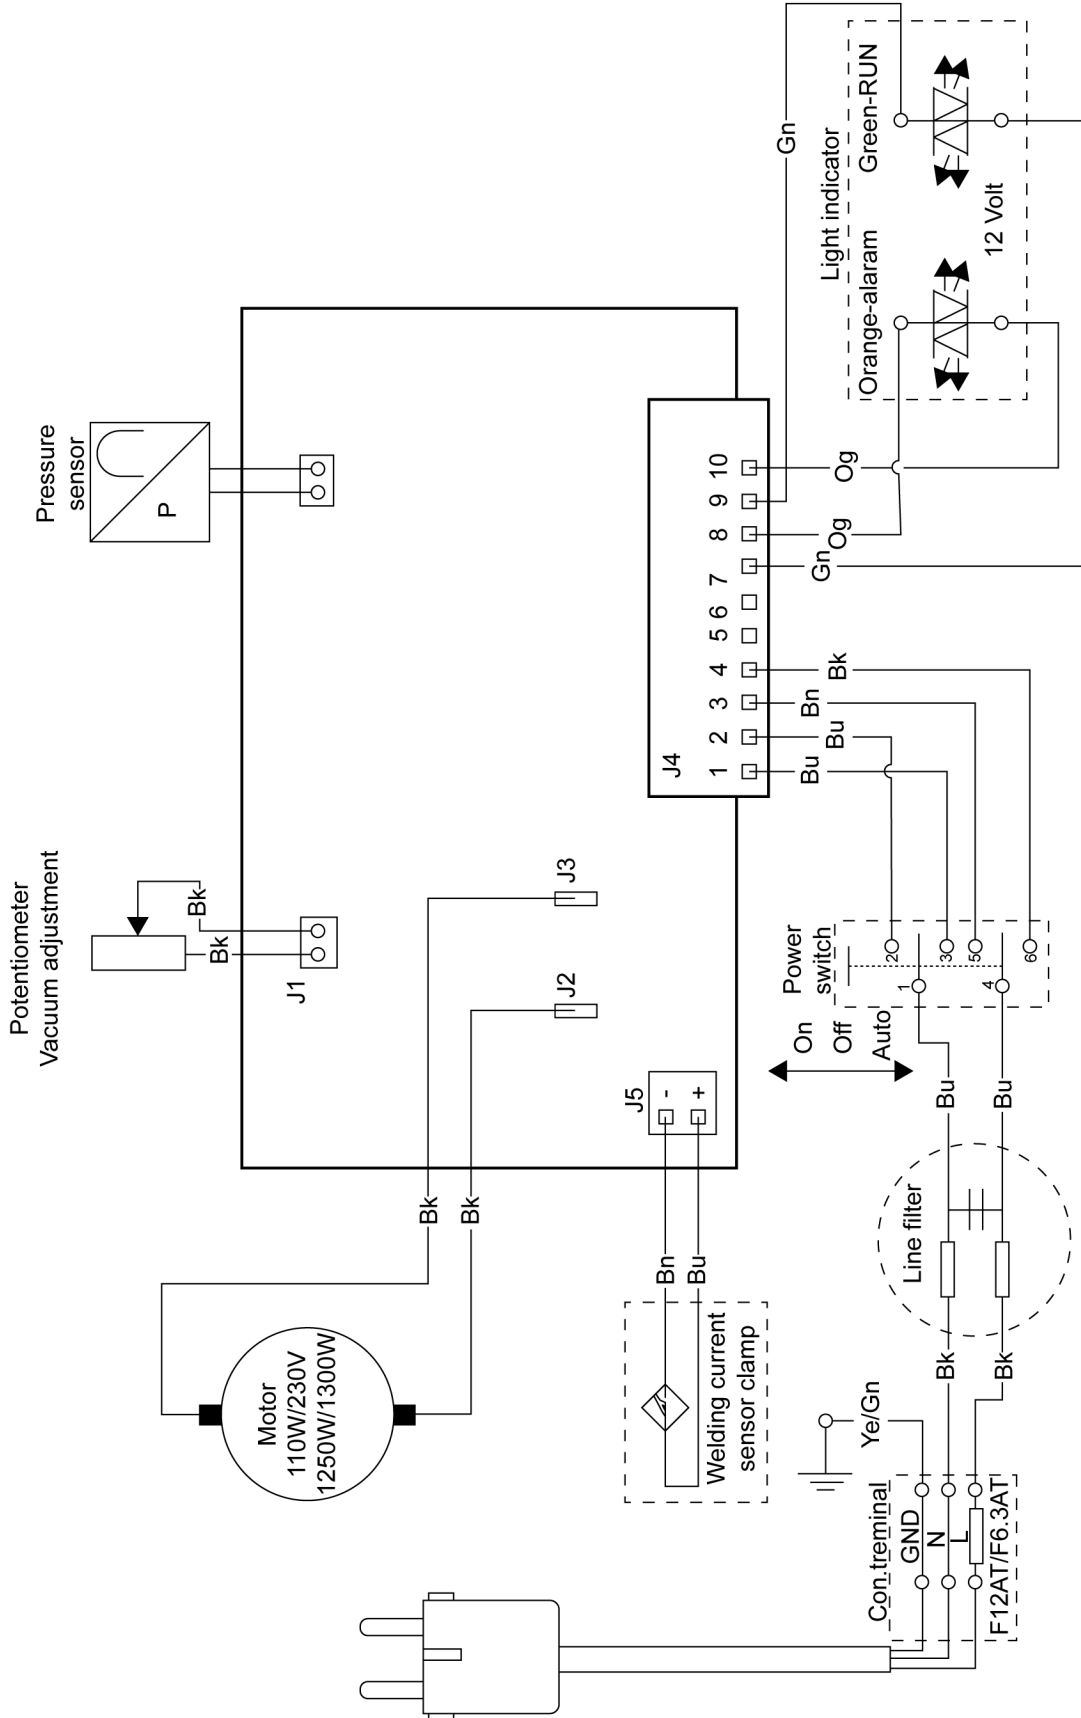 Potentiometer
Vacuum adjustment
Bk
Bk
J1
Pressure
sensor
P
Motor
110W/230V
1250W/1300W
Bk
Bk
J2
J3
J5
-
+
Bn
Bu
Welding current
sensor clamp
J4
1 2 3 4 5 6 7 8 9 10
Bu
Bu
Bn
Bk
Gn
Og
Og
Gn
Light indicator
Orange-alaram
Green-RUN
12 Volt
Power
switch
On
Off
Auto
1
2
3
4
5
6
Bu
Bu
Line filter
Bk
Bk
Ye/Gn
Con.treminal
GND
N
L
F12AT/F6.3AT